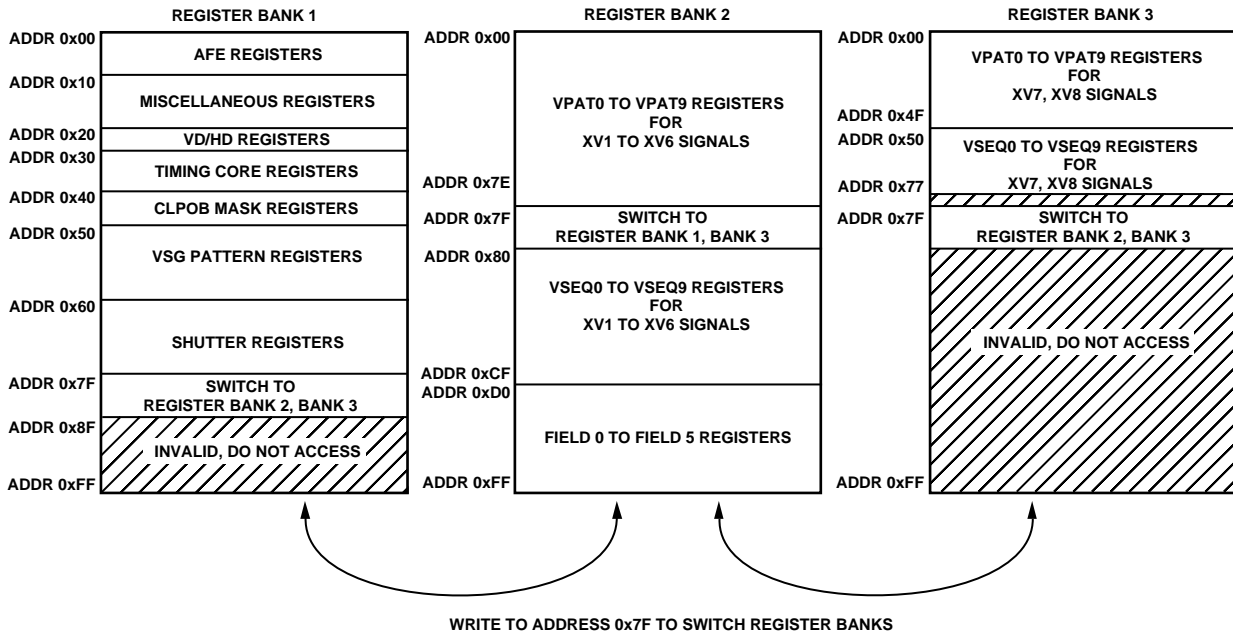 REGISTER BANK 1
ADDR 0x00
AFE REGISTERS
ADDR 0x10
MISCELLANEOUS REGISTERS
ADDR 0x20
VD/HD REGISTERS
ADDR 0x30
TIMING CORE REGISTERS
ADDR 0x40
CLPOB MASK REGISTERS
ADDR 0x50
VSG PATTERN REGISTERS
ADDR 0x60
SHUTTER REGISTERS
ADDR 0x7F
SWITCH TO
REGISTER BANK 2, BANK 3
ADDR 0x8F
INVALID, DO NOT ACCESS
ADDR 0xFF
REGISTER BANK 2
ADDR 0x00
VPAT0 TO VPAT9 REGISTERS
FOR
XV1 TO XV6 SIGNALS
ADDR 0x7E
ADDR 0x7F
SWITCH TO
REGISTER BANK 1, BANK 3
ADDR 0x80
VSEQ0 TO VSEQ9 REGISTERS
FOR
XV1 TO XV6 SIGNALS
ADDR 0xCF
ADDR 0xD0
FIELD 0 TO FIELD 5 REGISTERS
ADDR 0xFF
REGISTER BANK 3
ADDR 0x00
VPAT0 TO VPAT9 REGISTERS
FOR
XV7, XV8 SIGNALS
ADDR 0x4F
ADDR 0x50
VSEQ0 TO VSEQ9 REGISTERS
FOR
XV7, XV8 SIGNALS
ADDR 0x77
ADDR 0x7F
SWITCH TO
REGISTER BANK 2, BANK 3
INVALID, DO NOT ACCESS
ADDR 0xFF
WRITE TO ADDRESS 0x7F TO SWITCH REGISTER BANKS